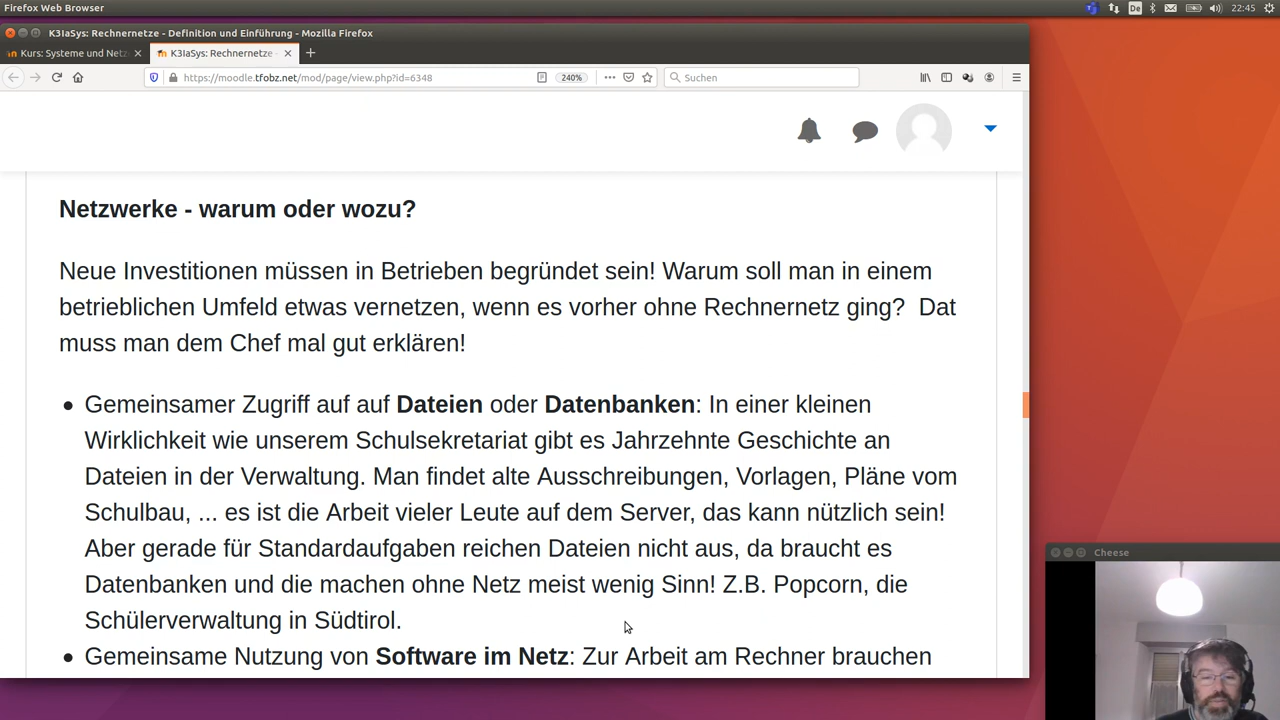 Firefox Web Browser
De
22:45
K3IaSys: Rechnernetze - Definition und Einführung - Mozilla Firefox
Kurs: Systeme und Netz
K3IaSys: Rechnernetze -
https://moodle.tfobz.net/mod/page/view.php?id=6348
240%
Suchen
Netzwerke - warum oder wozu?
Neue Investitionen müssen in Betrieben begründet sein! Warum soll man in einem
betrieblichen Umfeld etwas vernetzen, wenn es vorher ohne Rechnernetz ging?  Dat
muss man dem Chef mal gut erklären!
Gemeinsamer Zugriff auf auf Dateien oder Datenbanken: In einer kleinen
Wirklichkeit wie unserem Schulsekretariat gibt es Jahrzehnte Geschichte an
Dateien in der Verwaltung. Man findet alte Ausschreibungen, Vorlagen, Pläne vom
Schulbau, ... es ist die Arbeit vieler Leute auf dem Server, das kann nützlich sein!
Aber gerade für Standardaufgaben reichen Dateien nicht aus, da braucht es
Datenbanken und die machen ohne Netz meist wenig Sinn! Z.B. Popcorn, die
Schülerverwaltung in Südtirol.
Gemeinsame Nutzung von Software im Netz: Zur Arbeit am Rechner brauchen
Cheese